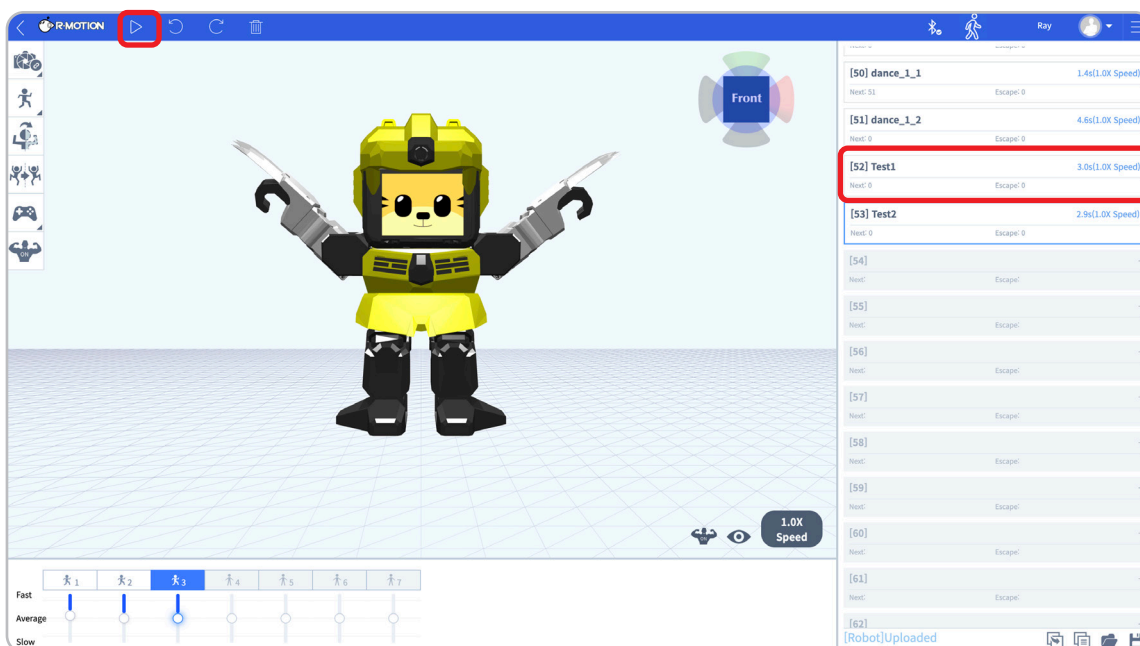 R·MOTION
Ray
Front
[50] dance_1_1 1.4s(1.0X Speed)
Next: 51 Escape: 0
[51] dance_1_2 4.6s(1.0X Speed)
Next: 0 Escape: 0
[52] Test1 3.0s(1.0X Speed)
Next: 0 Escape: 0
[53] Test2 2.9s(1.0X Speed)
Next: 0 Escape: 0
[54]
Next: Escape:
[55]
Next: Escape:
[56]
Next: Escape:
[57]
Next: Escape:
[58]
Next: Escape:
[59]
Next: Escape:
[60]
Next: Escape:
[61]
Next: Escape:
[62]
[Robot]Uploaded
ON
ON
1.0X
Speed
1 2 3 4 5 6 7
Fast
Average
Slow